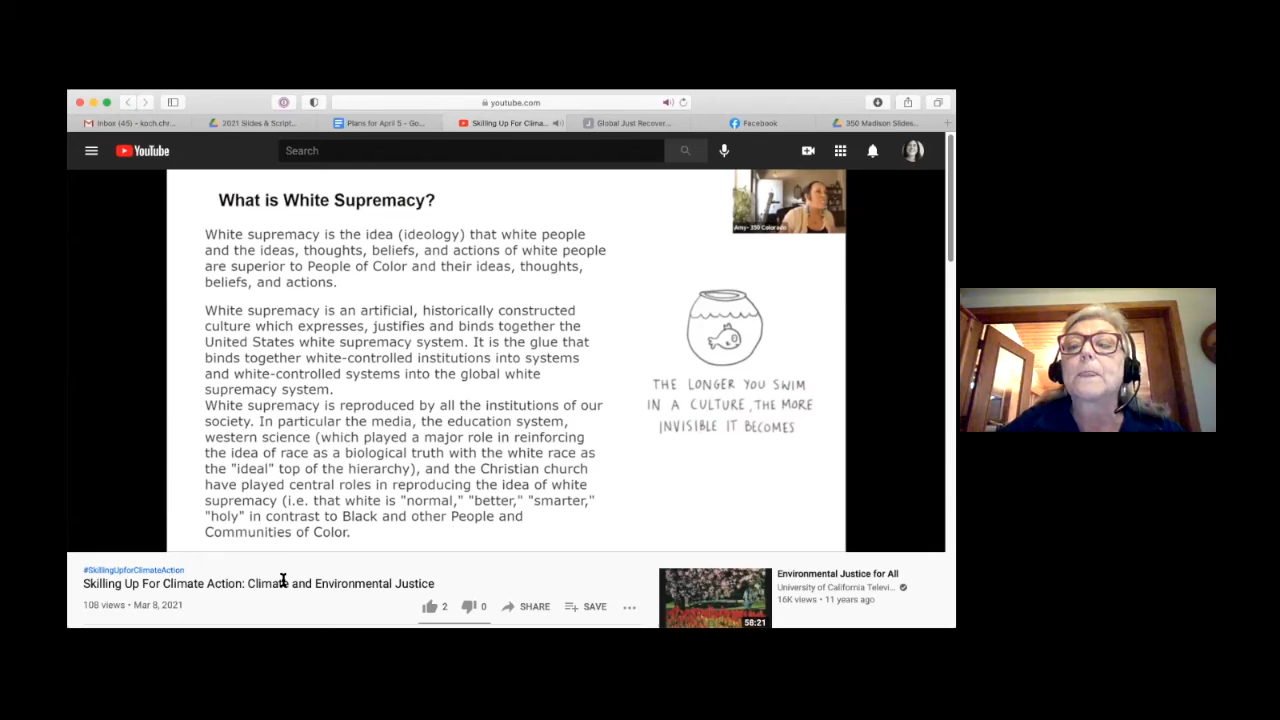 youtube.com
Inbox (45) - koch.chr...
2021 Slides & Script...
Plans for April 5 - Go...
Skilling Up For Clima...
Global Just Recover...
Facebook
350 Madison Slides...
YouTube
Search
What is White Supremacy?
White supremacy is the idea (ideology) that white people
and the ideas, thoughts, beliefs, and actions of white people
are superior to People of Color and their ideas, thoughts,
beliefs, and actions.
White supremacy is an artificial, historically constructed
culture which expresses, justifies and binds together the
United States white supremacy system. It is the glue that
binds together white-controlled institutions into systems
and white-controlled systems into the global white
supremacy system.
White supremacy is reproduced by all the institutions of our
society. In particular the media, the education system,
western science (which played a major role in reinforcing
the idea of race as a biological truth with the white race as
the "ideal" top of the hierarchy), and the Christian church
have played central roles in reproducing the idea of white
supremacy (i.e. that white is "normal," "better," "smarter,"
"holy" in contrast to Black and other People and
Communities of Color.
Amy- 350 Colorado
THE LONGER YOU SWIM
IN A CULTURE, THE MORE
INVISIBLE IT BECOMES
#SkillingUpforClimateAction
Skilling Up For Climate Action: Climate and Environmental Justice
108 views • Mar 8, 2021
2
0
SHARE
SAVE
58:21
Environmental Justice for All
University of California Televi...
16K views • 11 years ago